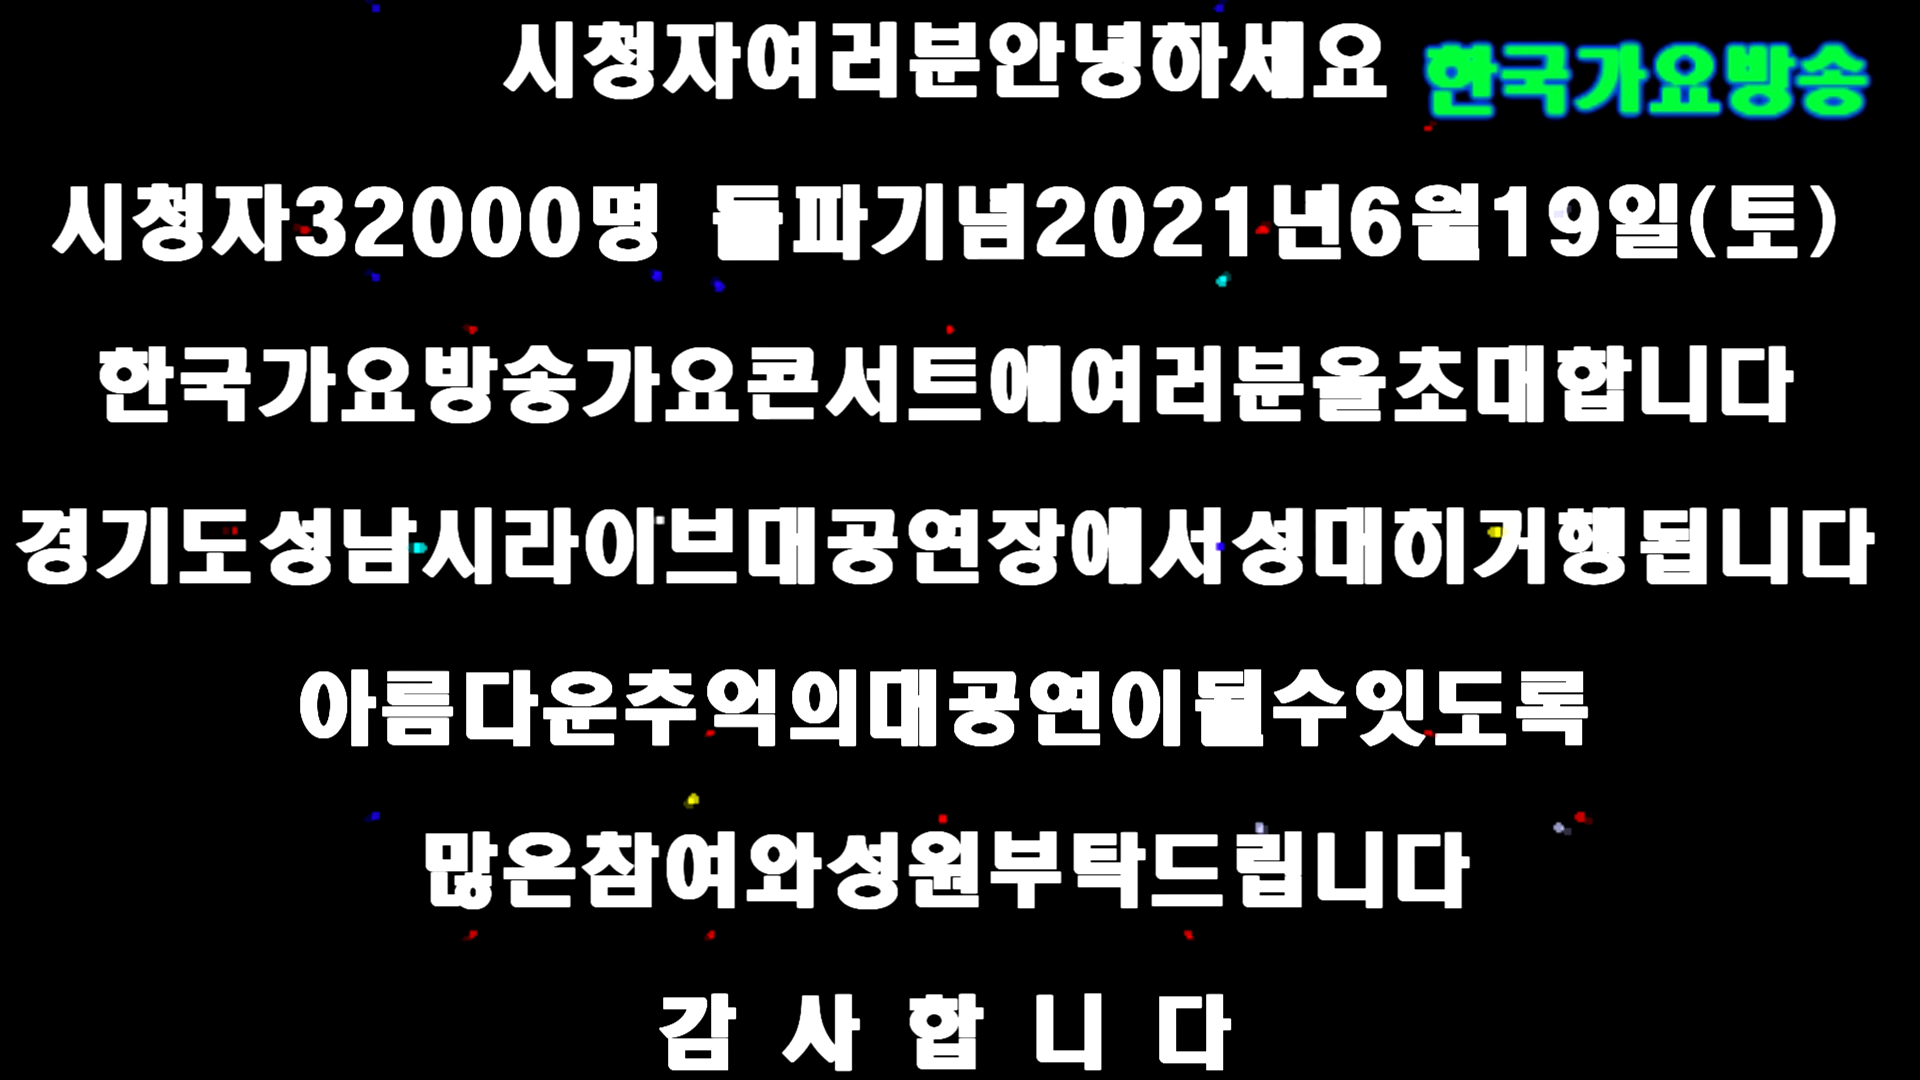 시청자여러분안녕하세요
한국가요방송
시청자32000명 돌파기념2021년6월19일(토)
한국가요방송가요콘서트에여러분을초대합니다
경기도성남시라이브대공연장에서성대히거행됩니다
아름다운추억의대공연이될수잇도록
많은참여와성원부탁드립니다
감 사 합 니 다